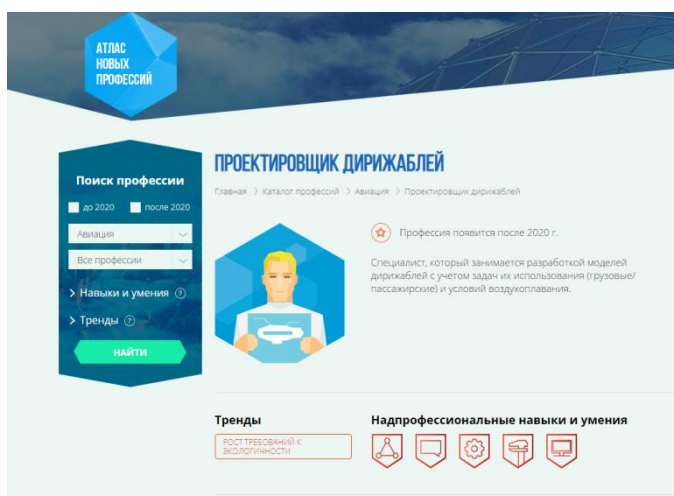 АТЛАС
НОВЫХ
ПРОФЕССИЙ
ПРОЕКТИРОВЩИК ДИРИЖАБЛЕЙ
Главная > Каталог профессий > Авиация > Проектировщик дирижаблей
Поиск профессии
до 2020 после 2020
Авиация
Все профессии
> Навыки и умения ?
> Тренды ?
НАЙТИ
Профессия появится после 2020 г.
Специалист, который занимается разработкой моделей
дирижаблей с учетом задач их использования (грузовые/
пассажирские) и условий воздухоплавания.
Тренды
РОСТ ТРЕБОВАНИЙ К
ЭКОЛОГИЧНОСТИ
Надпрофессиональные навыки и умения